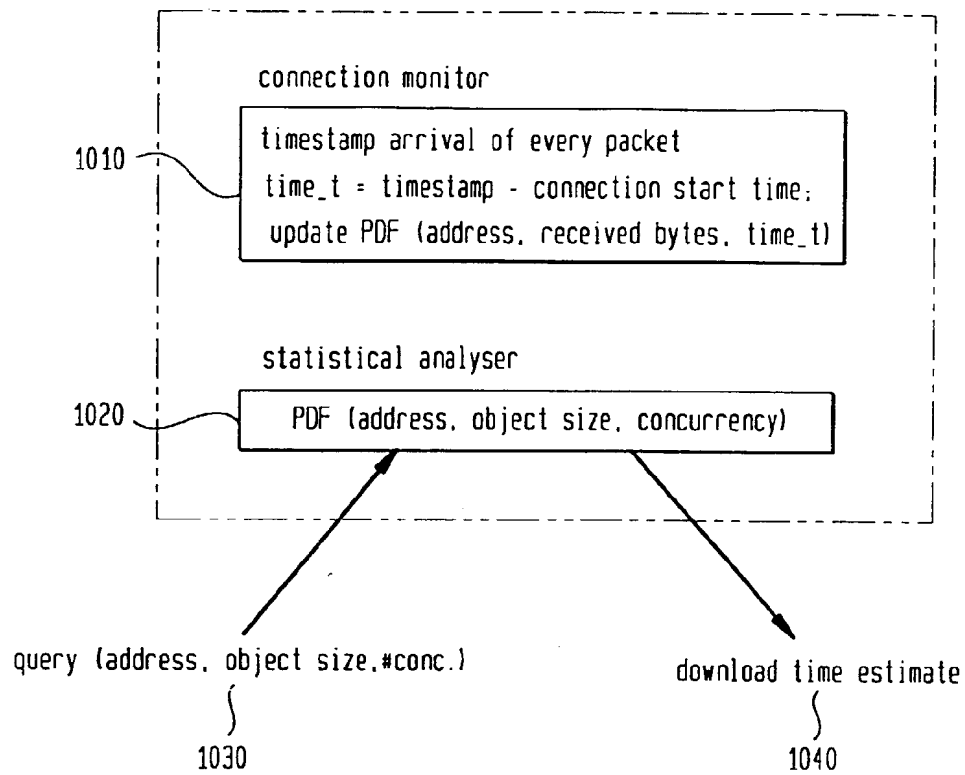 connection monitor
1010
timestamp arrival of every packet
time_t = timestamp - connection start time;
update PDF (address, received bytes, time_t)
statistical analyser
1020
PDF (address, object size, concurrency)
query (address, object size,#conc.)
download time estimate
1030
1040